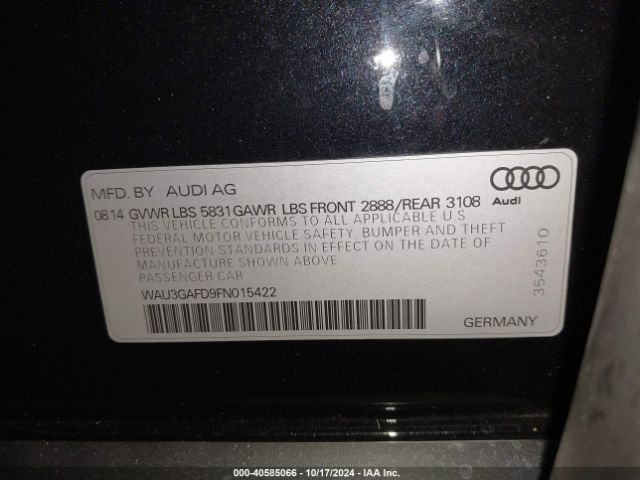 MFD. BY AUDI AG
Audi
08 14 GVWR LBS 5831 GAWR LBS FRONT 2888/REAR 3108
THIS VEHICLE CONFORMS TO ALL APPLICABLE U S
FEDERAL MOTOR VEHICLE SAFETY, BUMPER AND THEFT
PREVENTION STANDARDS IN EFFECT ON THE DATE OF
MANUFACTURE SHOWN ABOVE
PASSENGER CAR
3543610
WAU3GAFD9FN015422
GERMANY
000-40585066 - 10/17/2024 - IAA Inc.